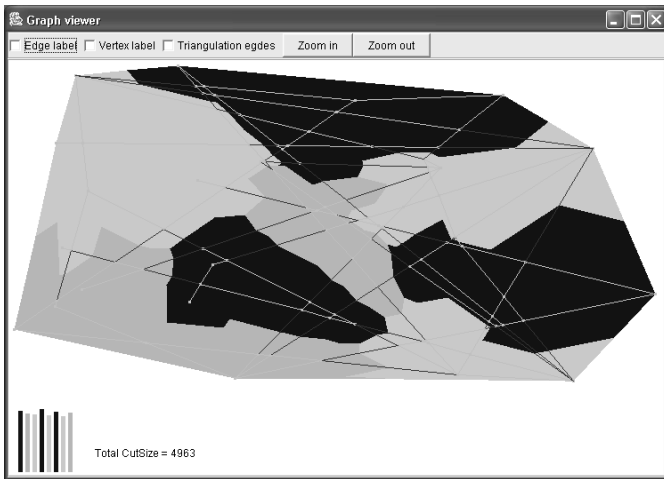 Graph viewer
Edge label Vertex label Triangulation egdes Zoom in Zoom out
Total CutSize = 4963